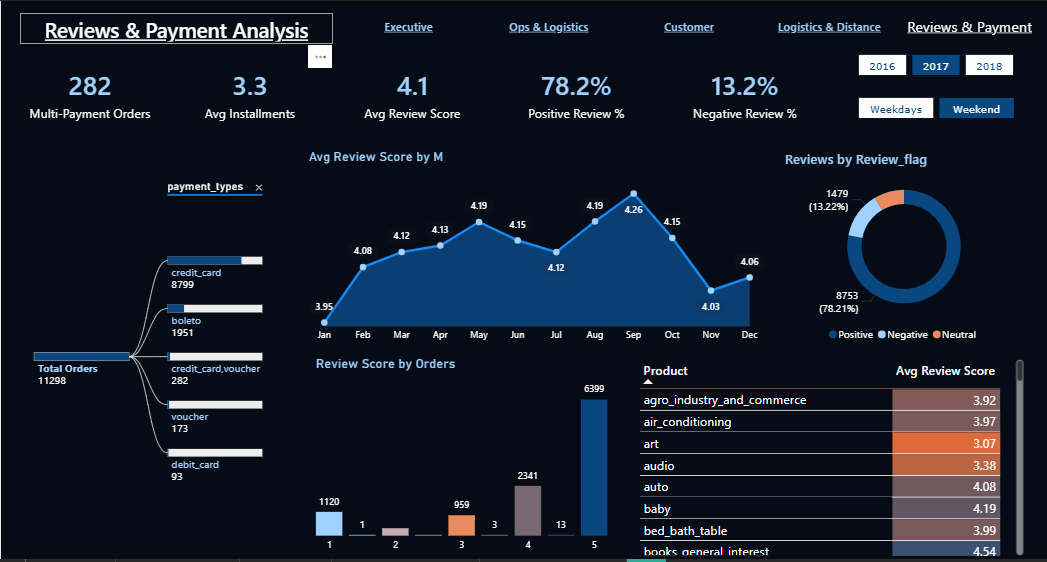 Reviews & Payment Analysis
Executive
Ops & Logistics
Customer
Logistics & Distance
Reviews & Payment
...
2016 2017 2018
Weekdays Weekend
282
Multi-Payment Orders
3.3
Avg Installments
4.1
Avg Review Score
78.2%
Positive Review %
13.2%
Negative Review %
payment_types
Total Orders
11298
credit_card
8799
boleto
1951
credit_card,voucher
282
voucher
173
debit_card
93
Avg Review Score by M
3.95 4.08 4.12 4.13 4.19 4.15 4.12 4.19 4.26 4.15 4.03 4.06
Jan Feb Mar Apr May Jun Jul Aug Sep Oct Nov Dec
Reviews by Review_flag
1479
(13.22%)
8753
(78.21%)
Positive Negative Neutral
Review Score by Orders
1120 1 959 3 2341 13 6399
1 2 3 4 5
Product Avg Review Score
agro_industry_and_commerce 3.92
air_conditioning 3.97
art 3.07
audio 3.38
auto 4.08
baby 4.19
bed_bath_table 3.99
books_general_interest 4.54